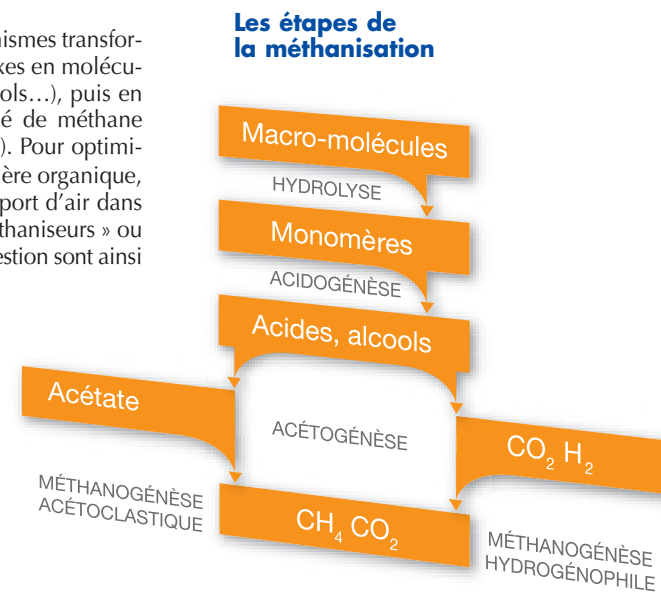 Les étapes de
la méthanisation
nismes transfor-
xes en molécu-
ols…), puis en
é de méthane
). Pour optimi-
ère organique,
port d’air dans
thaniseurs » ou
estion sont ainsi
Macro-molécules
HYDROLYSE
Monomères
ACIDOGÉNÈSE
Acides, alcools
Acétate
ACÉTOGÉNÈSE
CO2 H2
MÉTHANOGÉNÈSE
ACÉTOCLASTIQUE
CH4 CO2
MÉTHANOGÉNÈSE
HYDROGÉNOPHILE